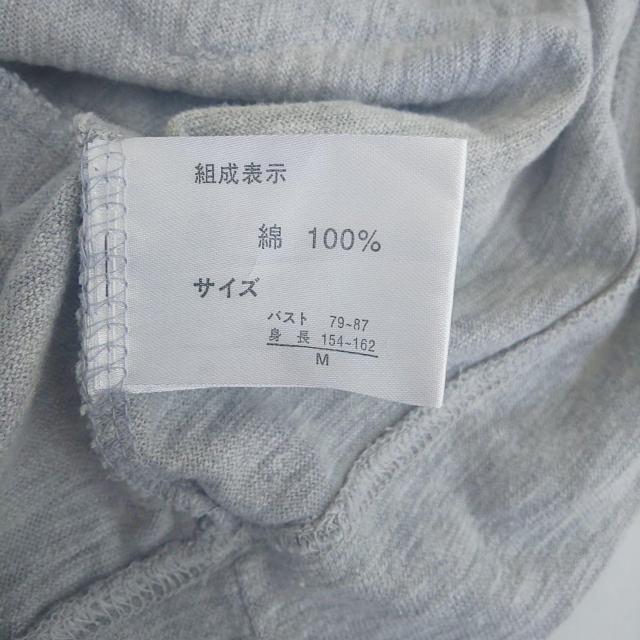 組成表示
綿 100%
サイズ
バスト 79~87
身長 154-162
M